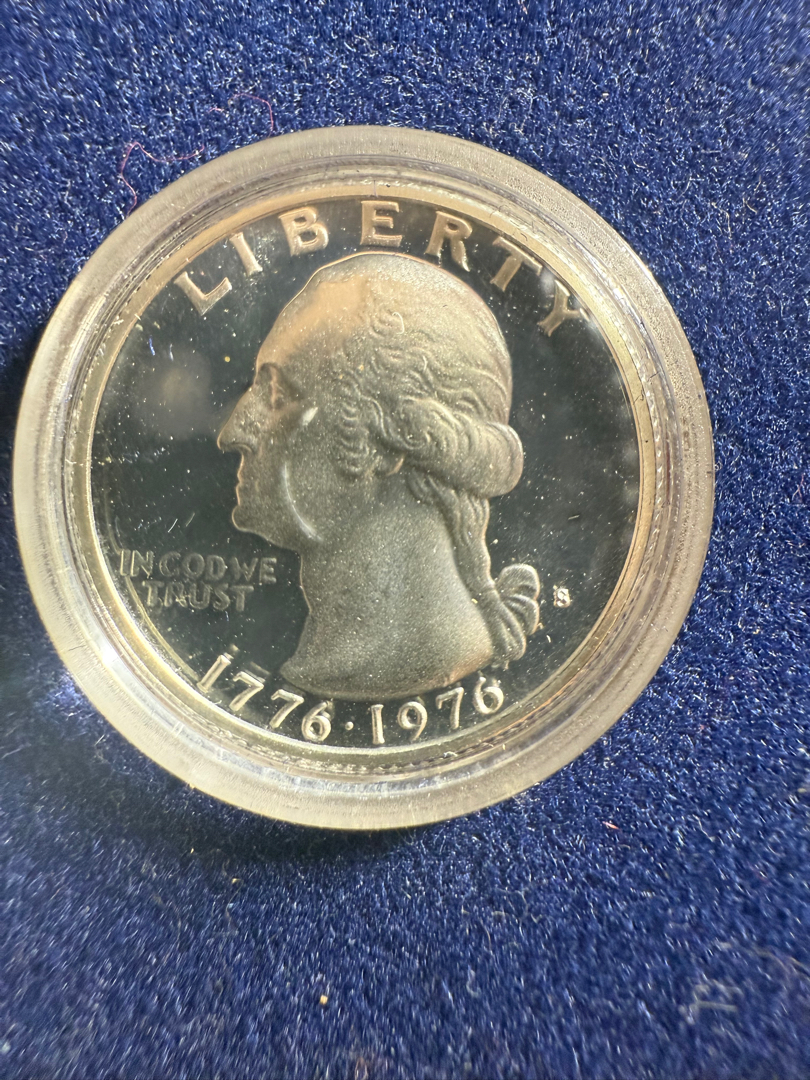 LIBERTY
IN GOD WE
TRUST
S
1776·1976